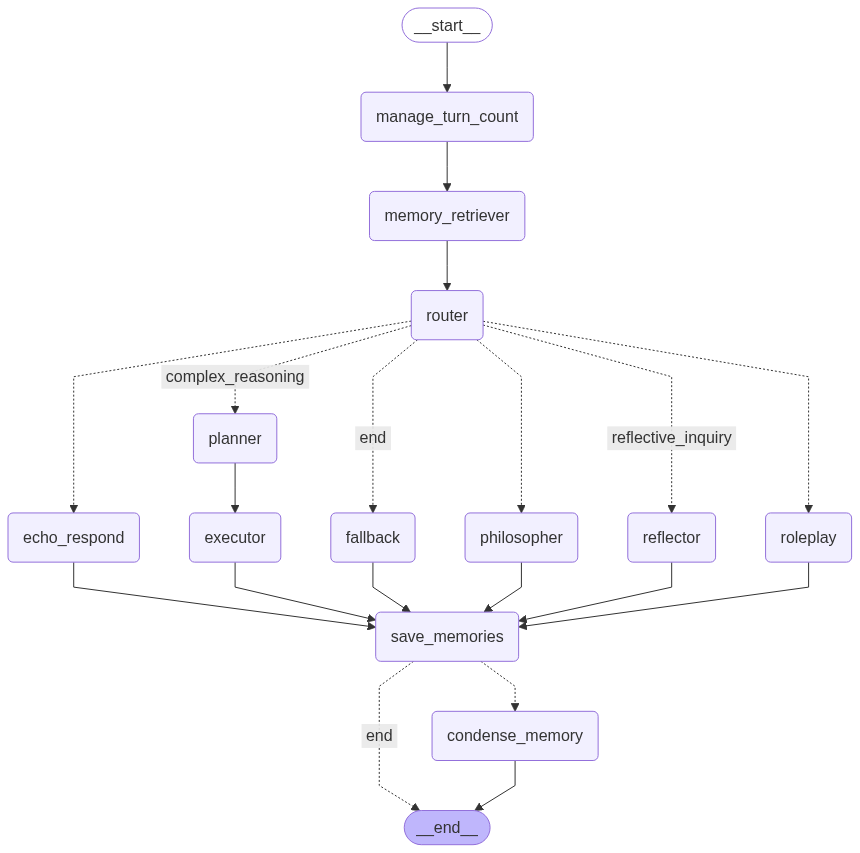 __start__
manage_turn_count
memory_retriever
router
complex_reasoning
planner
end
reflective_inquiry
echo_respond
executor
fallback
philosopher
reflector
roleplay
save_memories
end
condense_memory
__end__